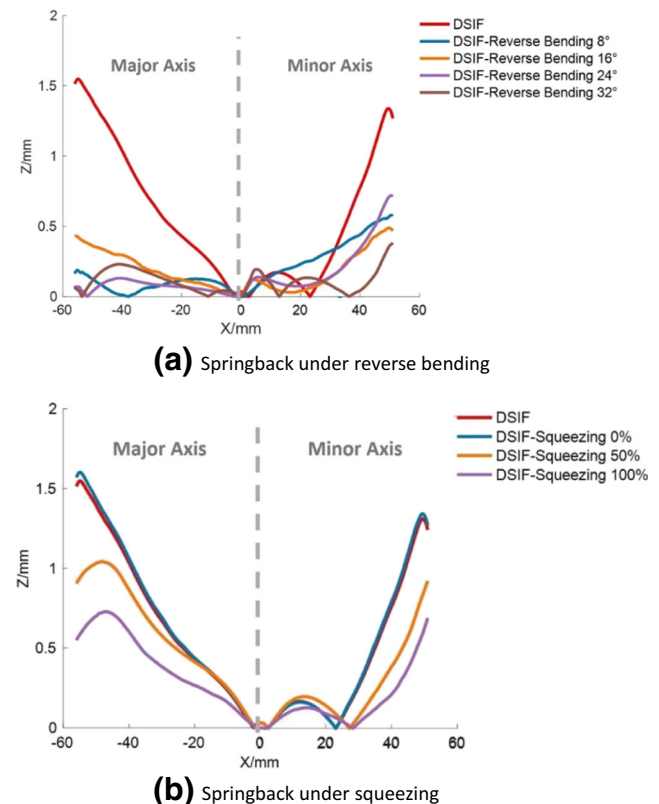 2
1.5
1
0.5
0
Z/mm
-60
-40
-20
0
20
40
60
X/mm
Major Axis
Minor Axis
DSIF
DSIF-Reverse Bending 8°
DSIF-Reverse Bending 16°
DSIF-Reverse Bending 24°
DSIF-Reverse Bending 32°
(a) Springback under reverse bending
2
1.5
1
0.5
0
Z/mm
-60
-40
-20
0
20
40
60
X/mm
Major Axis
Minor Axis
DSIF
DSIF-Squeezing 0%
DSIF-Squeezing 50%
DSIF-Squeezing 100%
(b) Springback under squeezing